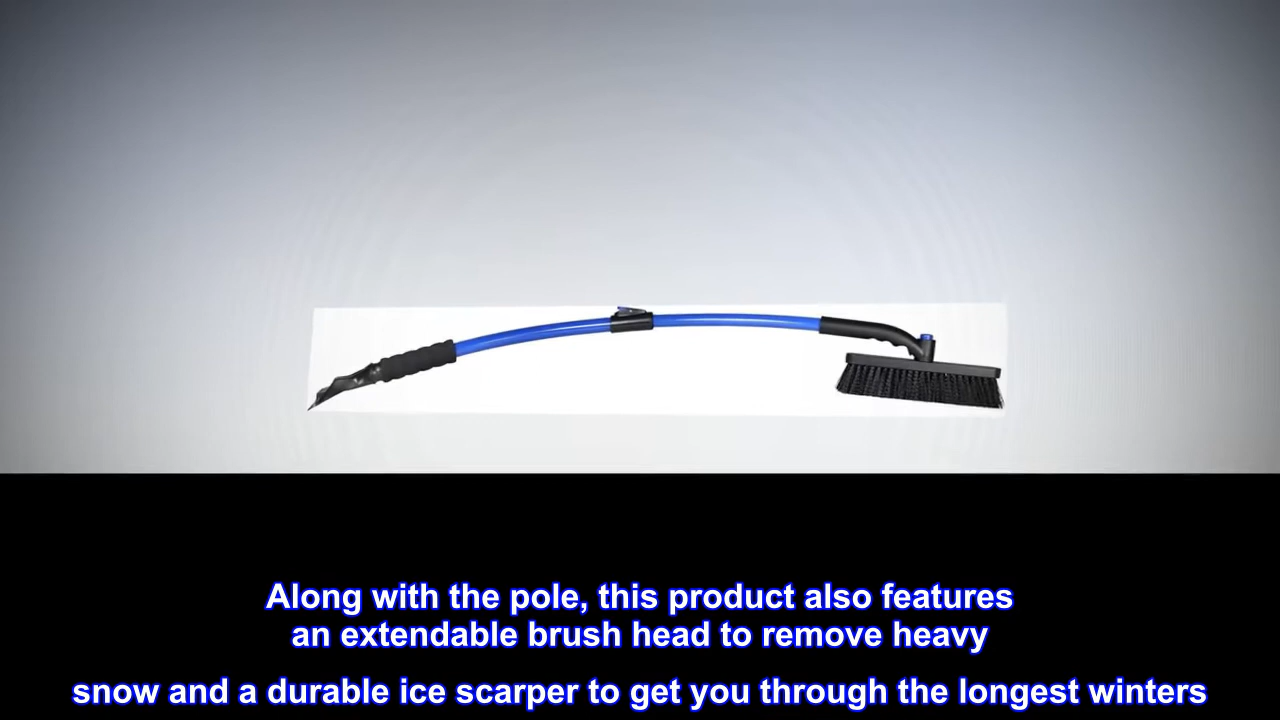 Along with the pole, this product also features
an extendable brush head to remove heavy
snow and a durable ice scarper to get you through the longest winters